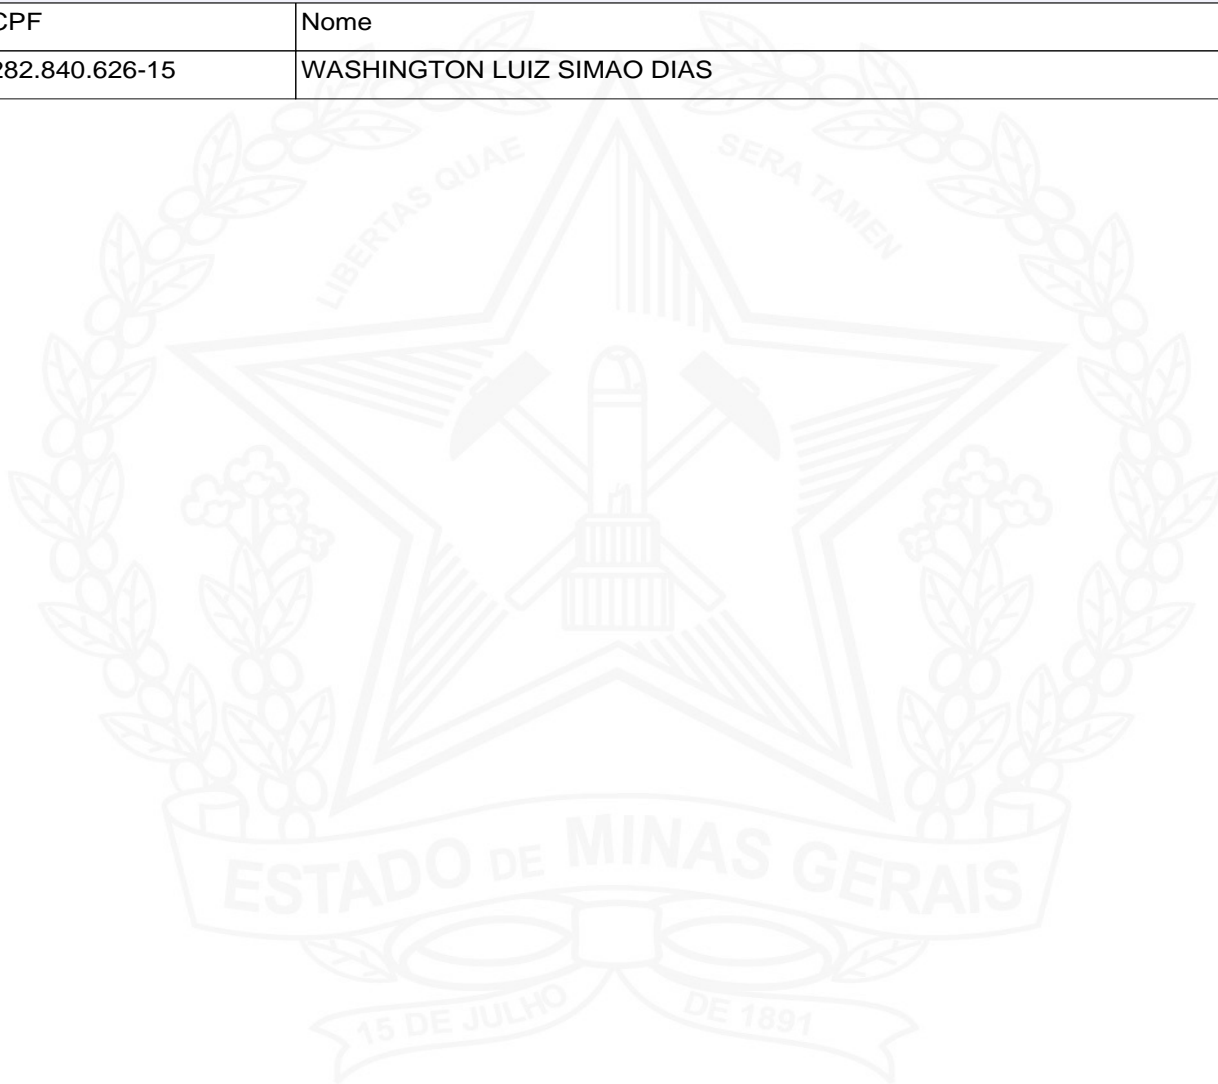 CPF Nome
282.840.626-15 WASHINGTON LUIZ SIMAO DIAS
LIBERTAS QUAE SERA TAMEN
ESTADO DE MINAS GERAIS
15 DE JULHO DE 1891